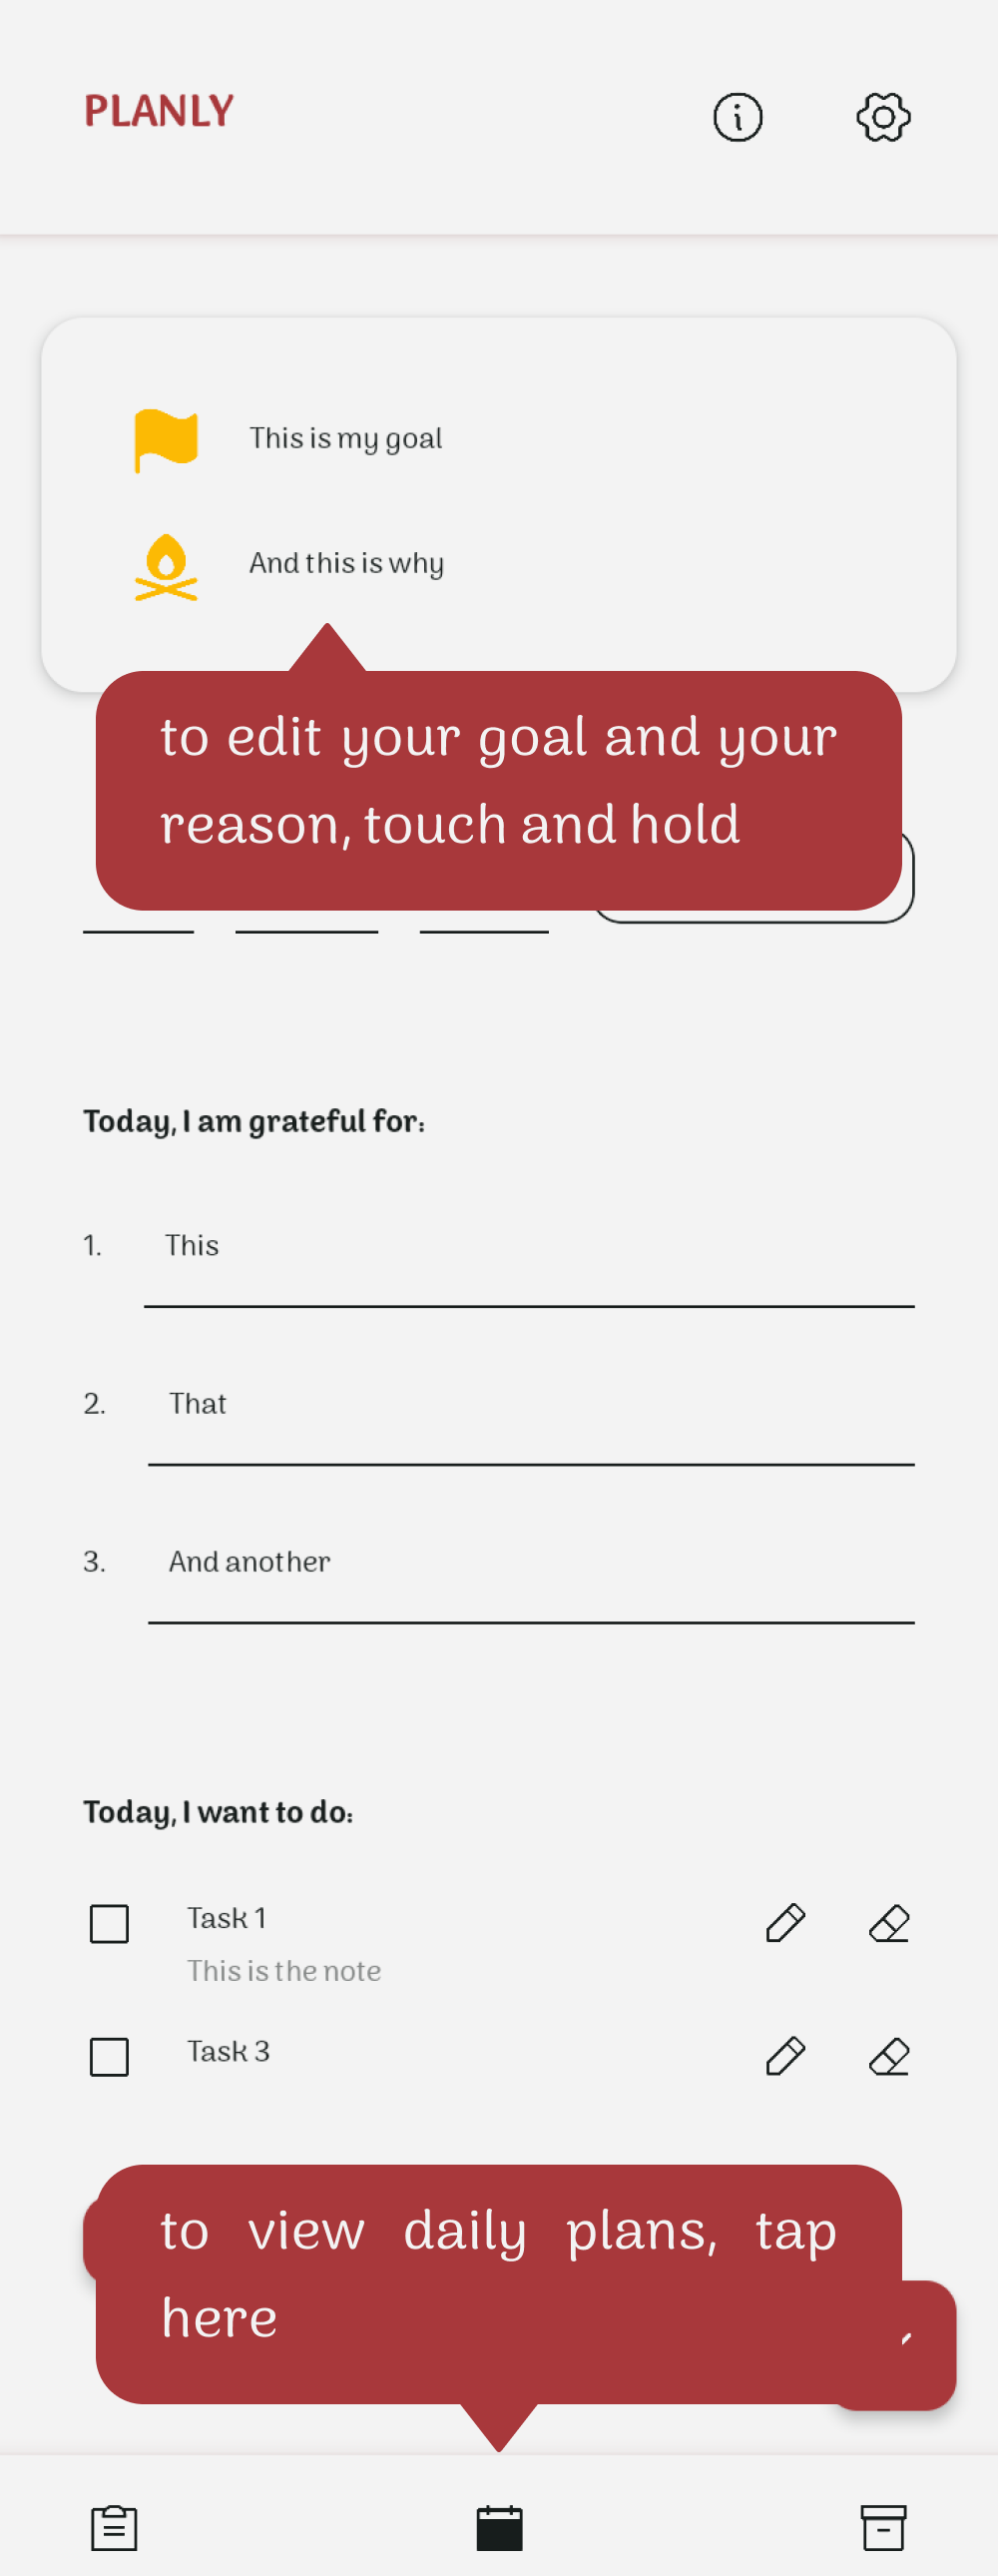 PLANLY
This is my goal
And this is why
to edit your goal and your
reason, touch and hold
Today, I am grateful for:
1. This
2. That
3. And another
Today, I want to do:
Task 1
This is the note
Task 3
to view daily plans, tap
here